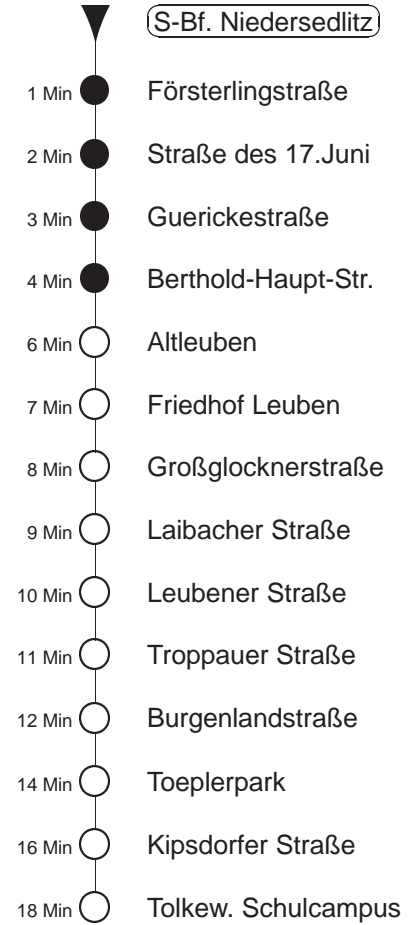 S-Bf. Niedersedlitz
1 Min Försterlingstraße
2 Min Straße des 17.Juni
3 Min Guerickestraße
4 Min Berthold-Haupt-Str.
6 Min Altleuben
7 Min Friedhof Leuben
8 Min Großglocknerstraße
9 Min Laibacher Straße
10 Min Leubener Straße
11 Min Troppauer Straße
12 Min Burgenlandstraße
14 Min Toeplerpark
16 Min Kipsdorfer Straße
18 Min Tolkew. Schulcampus